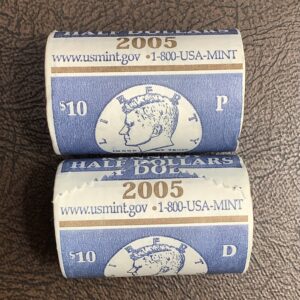 HALF DOLLARS
2005
www.usmint.gov • 1-800-USA-MINT
$10 LIBERTY P
HALF DOLLARS
2005
www.usmint.gov • 1-800-USA-MINT
$10 LIBERTY D